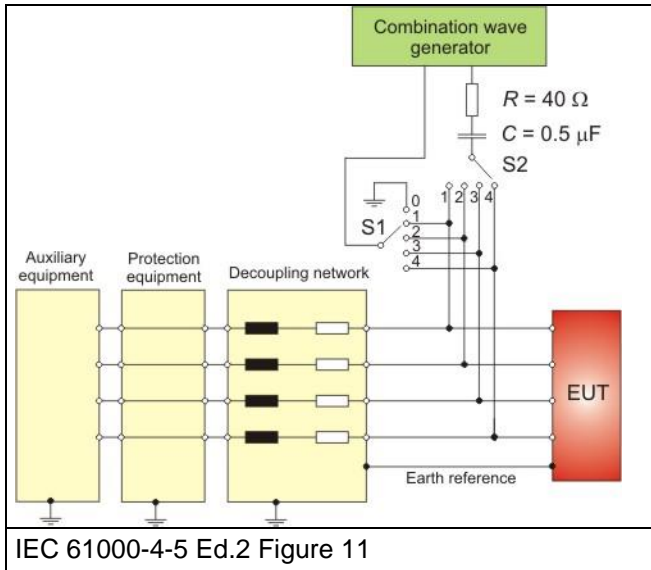 Combination wave
generator
R = 40 Ω
C = 0.5 μF
S2
1 2 3 4
0
S1
1
2
3
4
Auxiliary
equipment
Protection
equipment
Decoupling network
EUT
Earth reference
IEC 61000-4-5 Ed.2 Figure 11